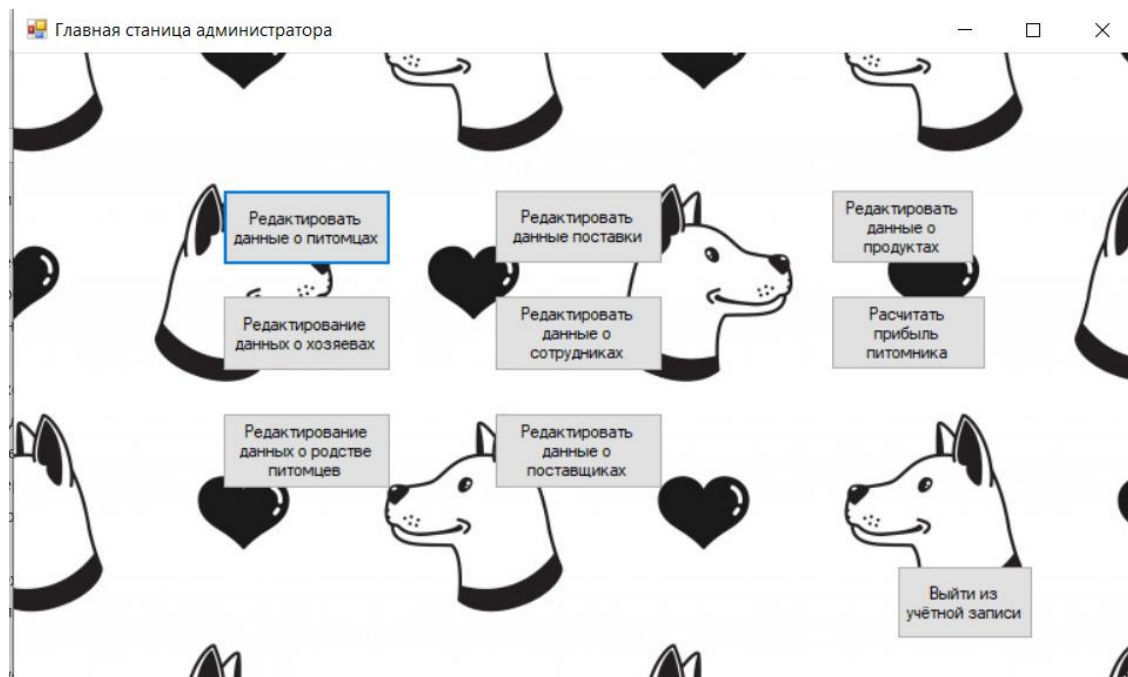 Главная станица администратора
Редактировать
данные о питомцах
Редактировать
данные поставки
Редактировать
данные о
продуктах
Редактирование
данных о хозяевах
Редактировать
данные о
сотрудниках
Расчитать
прибыль
питомника
Редактирование
данных о родстве
питомцев
Редактировать
данные о
поставщиках
Выйти из
учётной записи